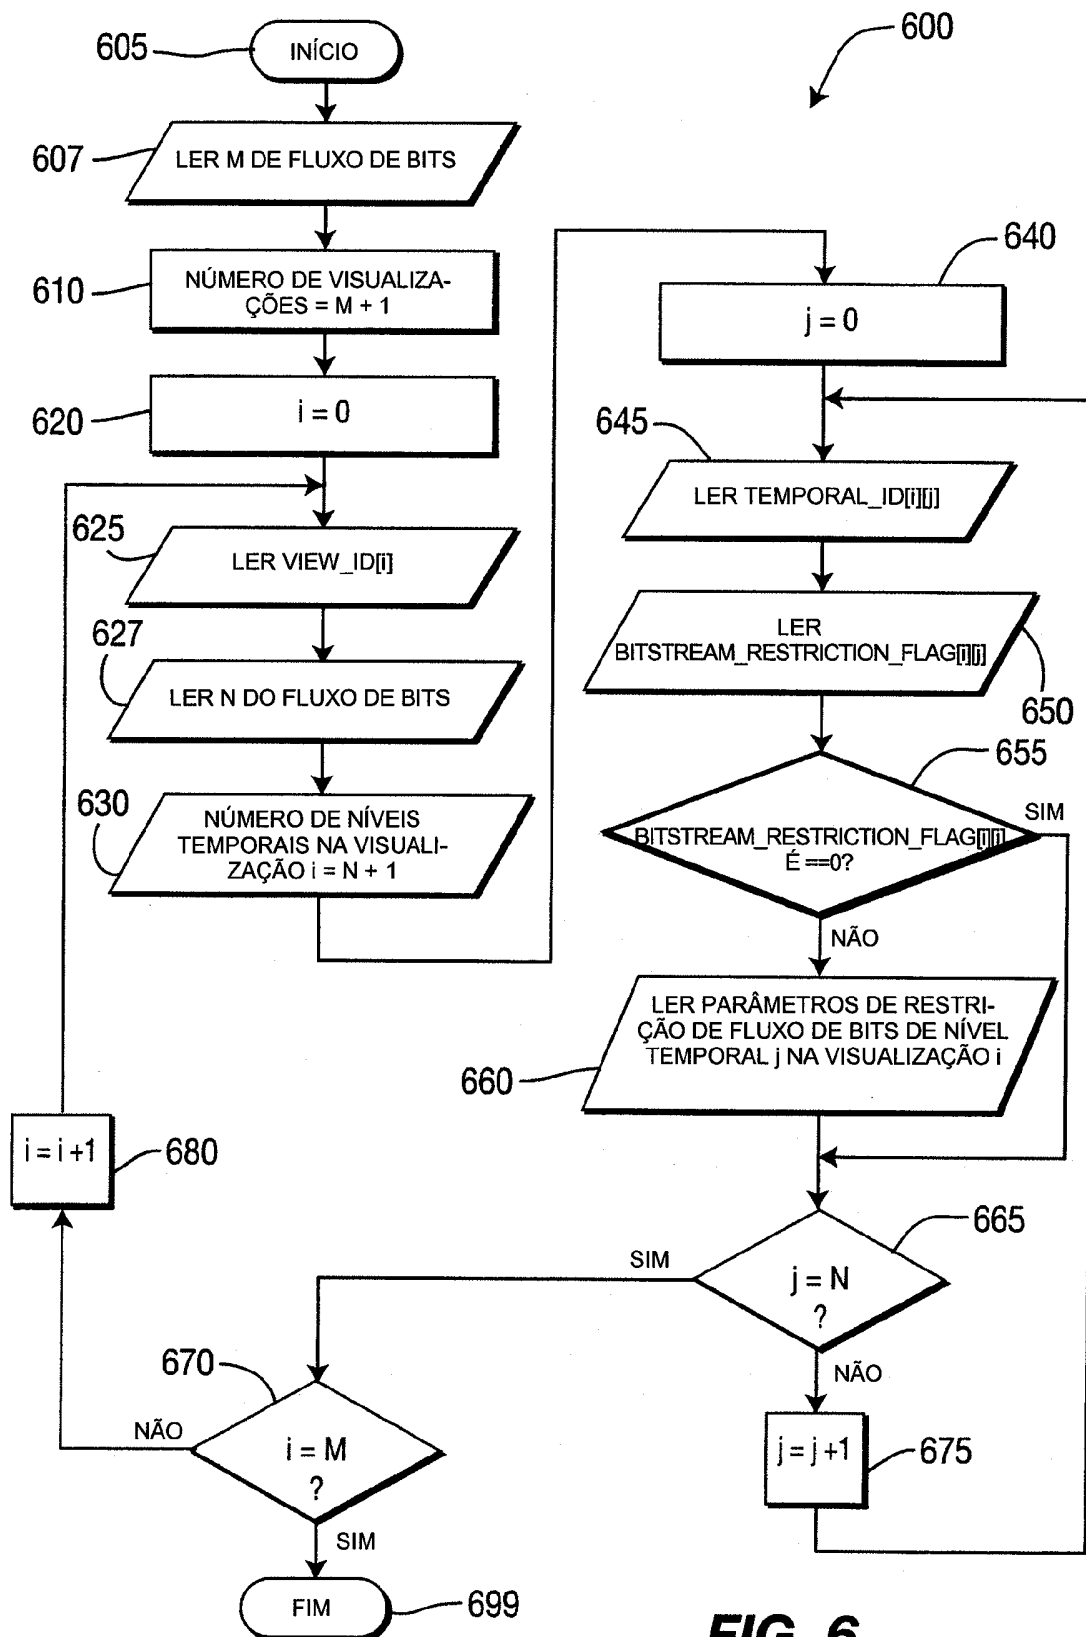 600
605
INÍCIO
607
LER M DE FLUXO DE BITS
610
NÚMERO DE VISUALIZA-
ÇÕES = M + 1
620
i = 0
625
LER VIEW_ID[i]
627
LER N DO FLUXO DE BITS
630
NÚMERO DE NÍVEIS
TEMPORAIS NA VISUALI-
ZAÇÃO i = N + 1
640
j = 0
645
LER TEMPORAL_ID[i][j]
LER
BITSTREAM_RESTRICTION_FLAG[i][j]
650
655
BITSTREAM_RESTRICTION_FLAG[i][j]
É ==0?
SIM
NÃO
LER PARÂMETROS DE RESTRI-
ÇÃO DE FLUXO DE BITS DE NÍVEL
TEMPORAL j NA VISUALIZAÇÃO i
660
665
j = N
?
SIM
NÃO
j = j +1
675
670
i = M
?
NÃO
SIM
i = i +1
680
FIM
699
FIG. 6